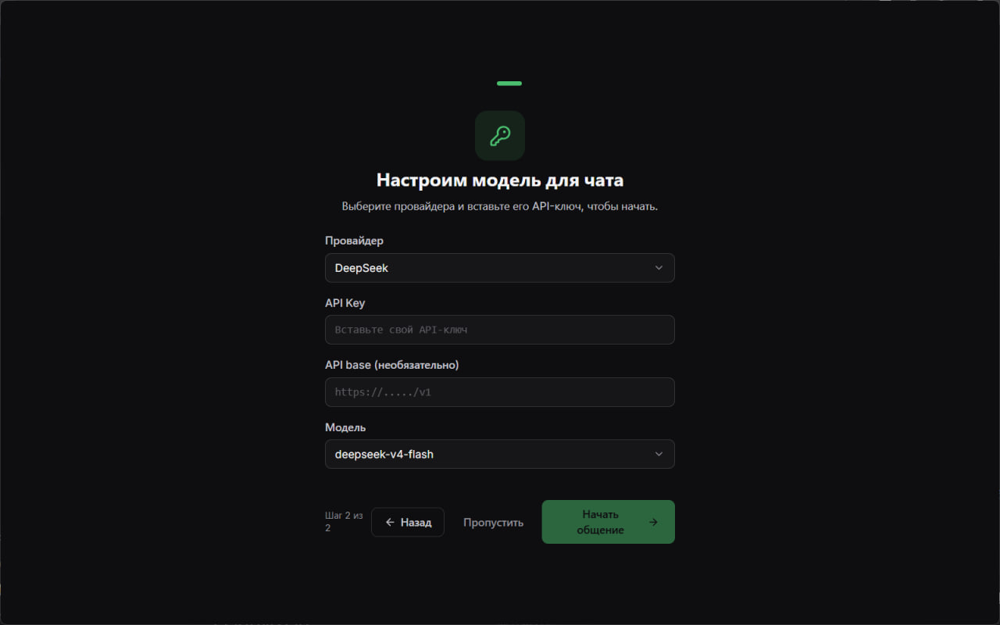 Настроим модель для чата
Выберите провайдера и вставьте его API-ключ, чтобы начать.
Провайдер
DeepSeek
API Key
Вставьте свой API-ключ
API base (необязательно)
https://...../v1
Модель
deepseek-v4-flash
Шаг 2 из
2
← Назад
Пропустить
Начать
общение →